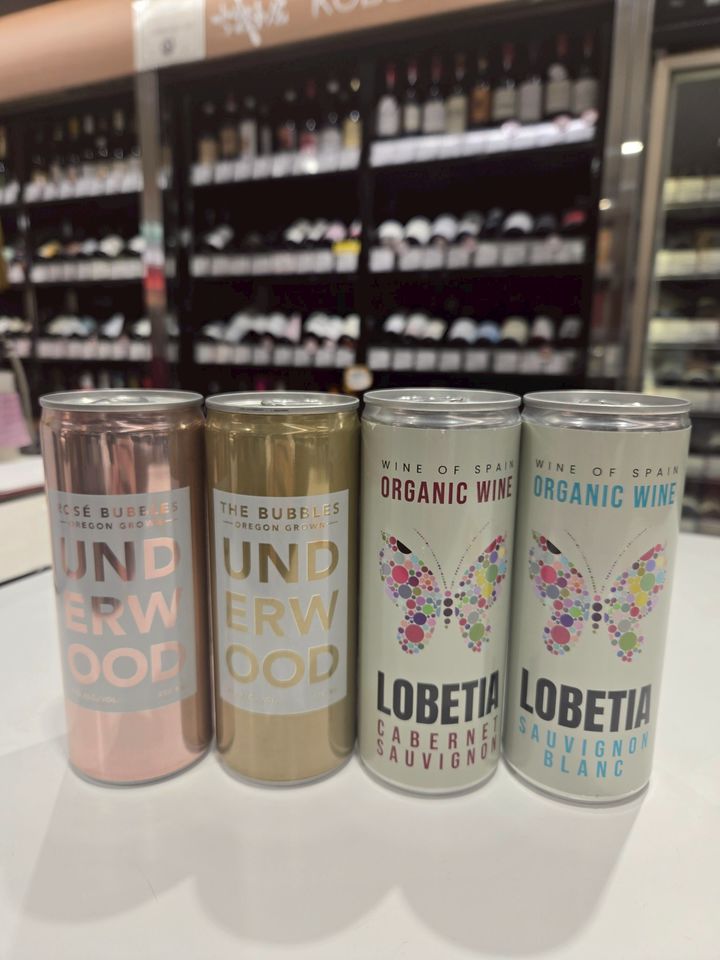 ROSÉ BUBBLES
OREGON GROWN
UND
ERW
OOD
THE BUBBLES
OREGON GROWN
UND
ERW
OOD
WINE OF SPAIN
ORGANIC WINE
LOBETIA
CABERNET
SAUVIGNON
WINE OF SPAIN
ORGANIC WINE
LOBETIA
SAUVIGNON
BLANC